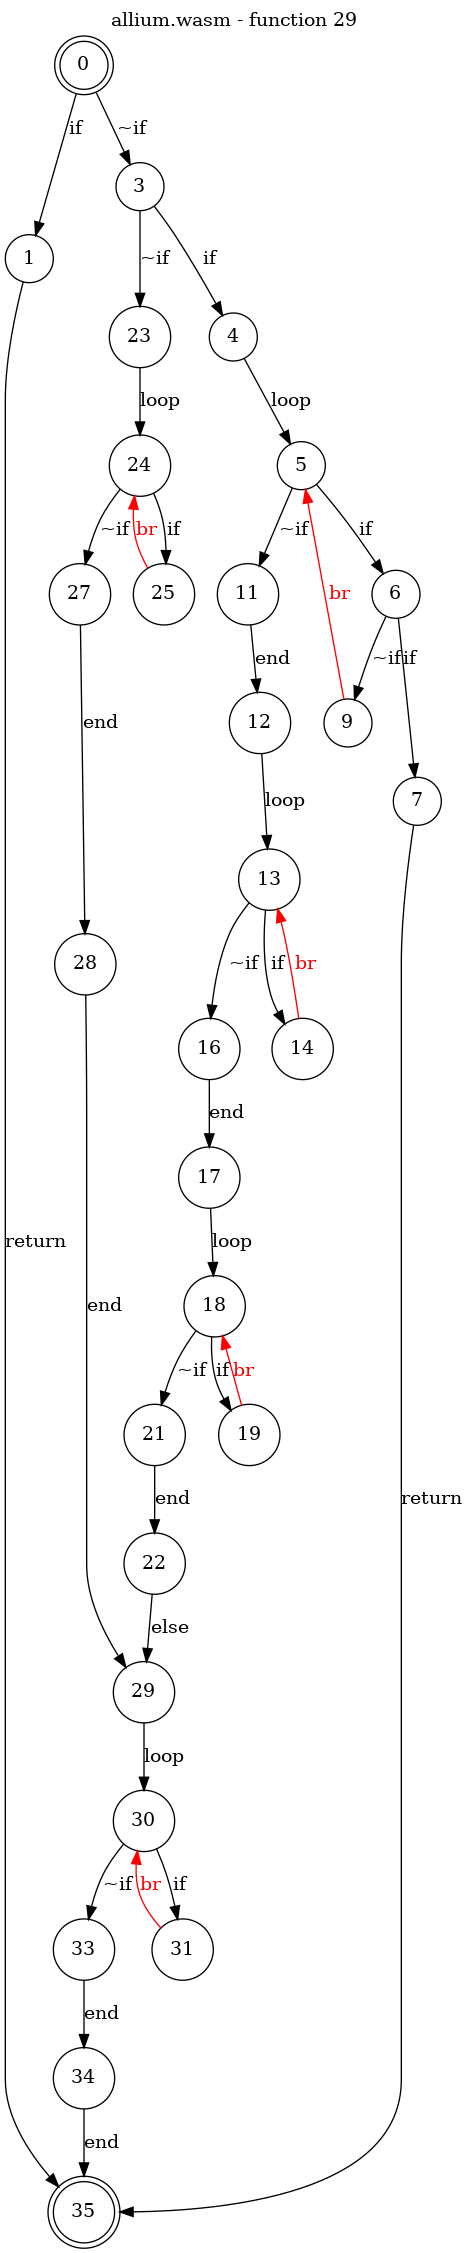 allium.wasm - function 29
0
if
~if
3
1
~if
if
23
4
loop
loop
24
5
~if
br
if
~if
if
27
25
11
br
6
end
~if
if
end
12
9
loop
7
13
~if
if
br
28
16
14
end
17
return
loop
end
18
~if
if
br
21
19
end
return
22
else
29
loop
30
~if
br
if
33
31
end
34
end
35